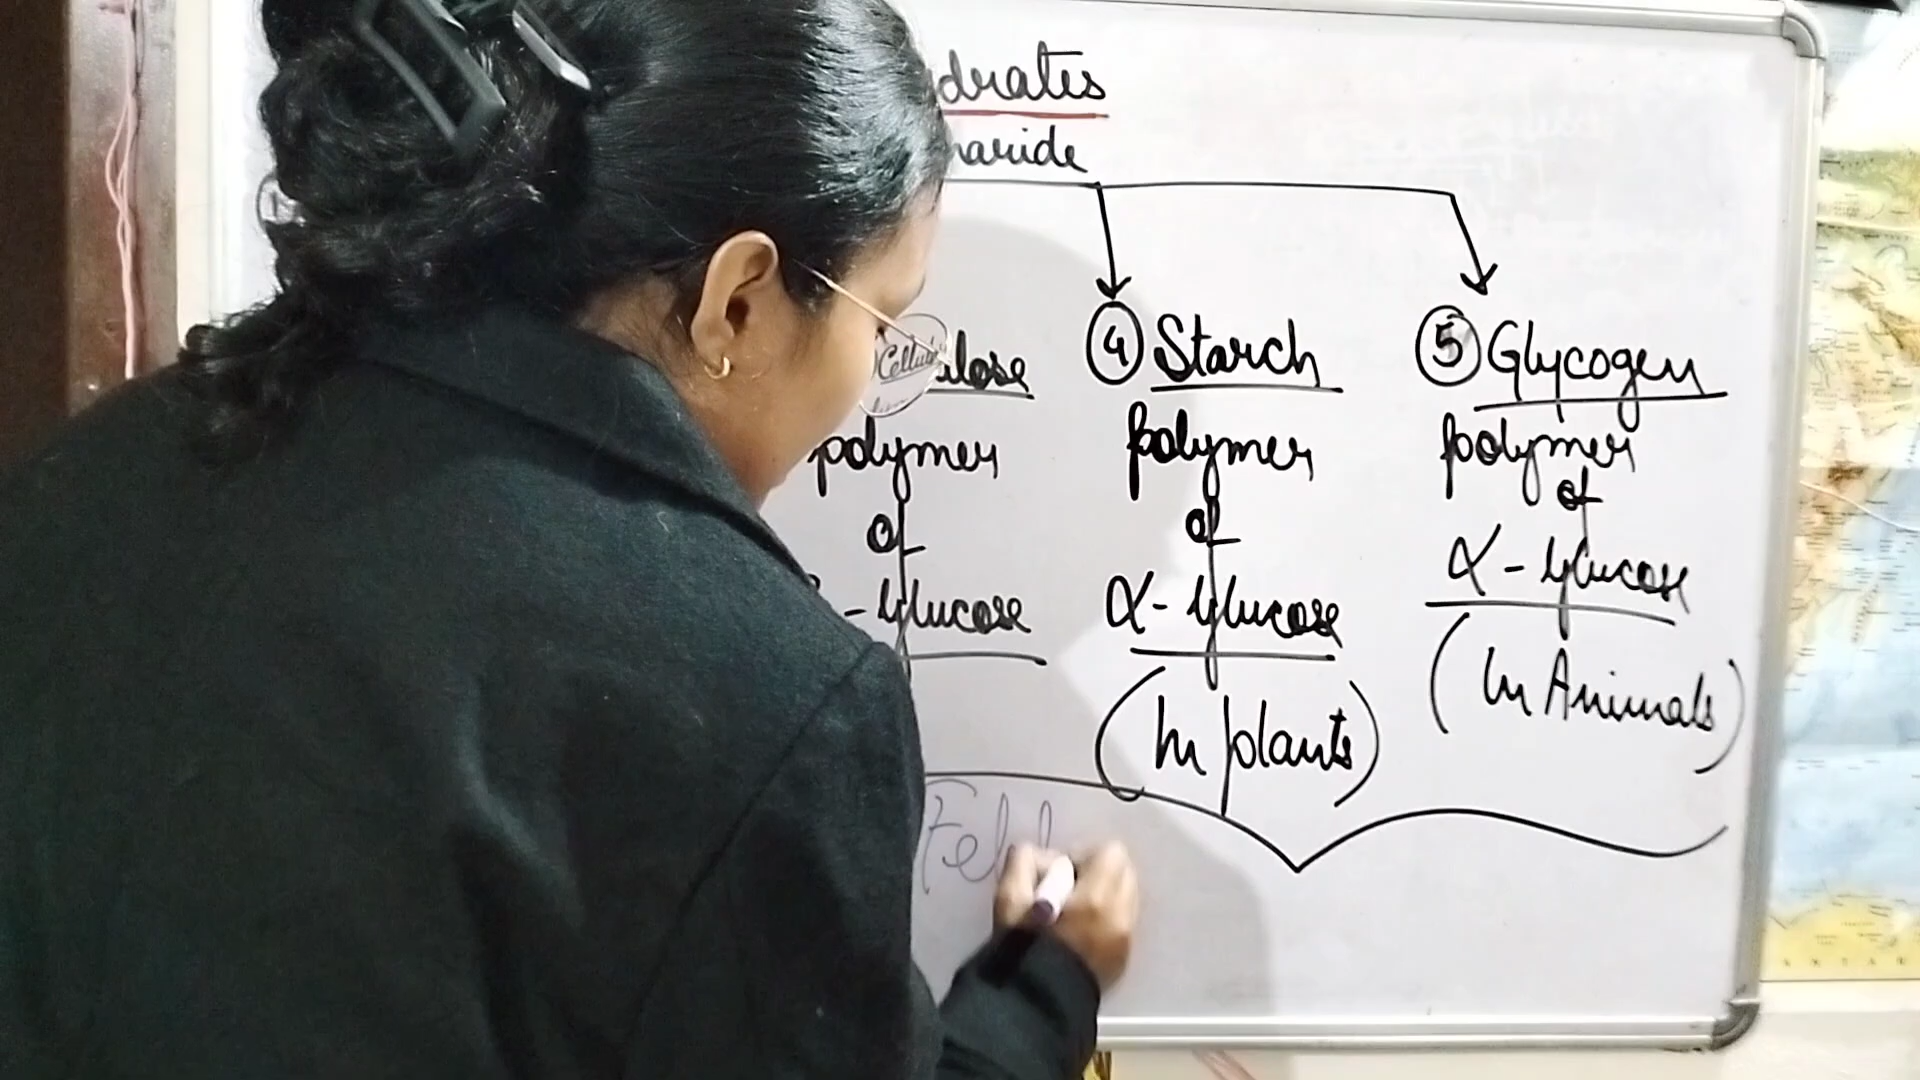 drates
haride
④ Starch
⑤ Glycogen
lose
polymer
of
- glucose
polymer
of
α- glucose
(In plants)
polymer
of
α- glucose
(In Animals)